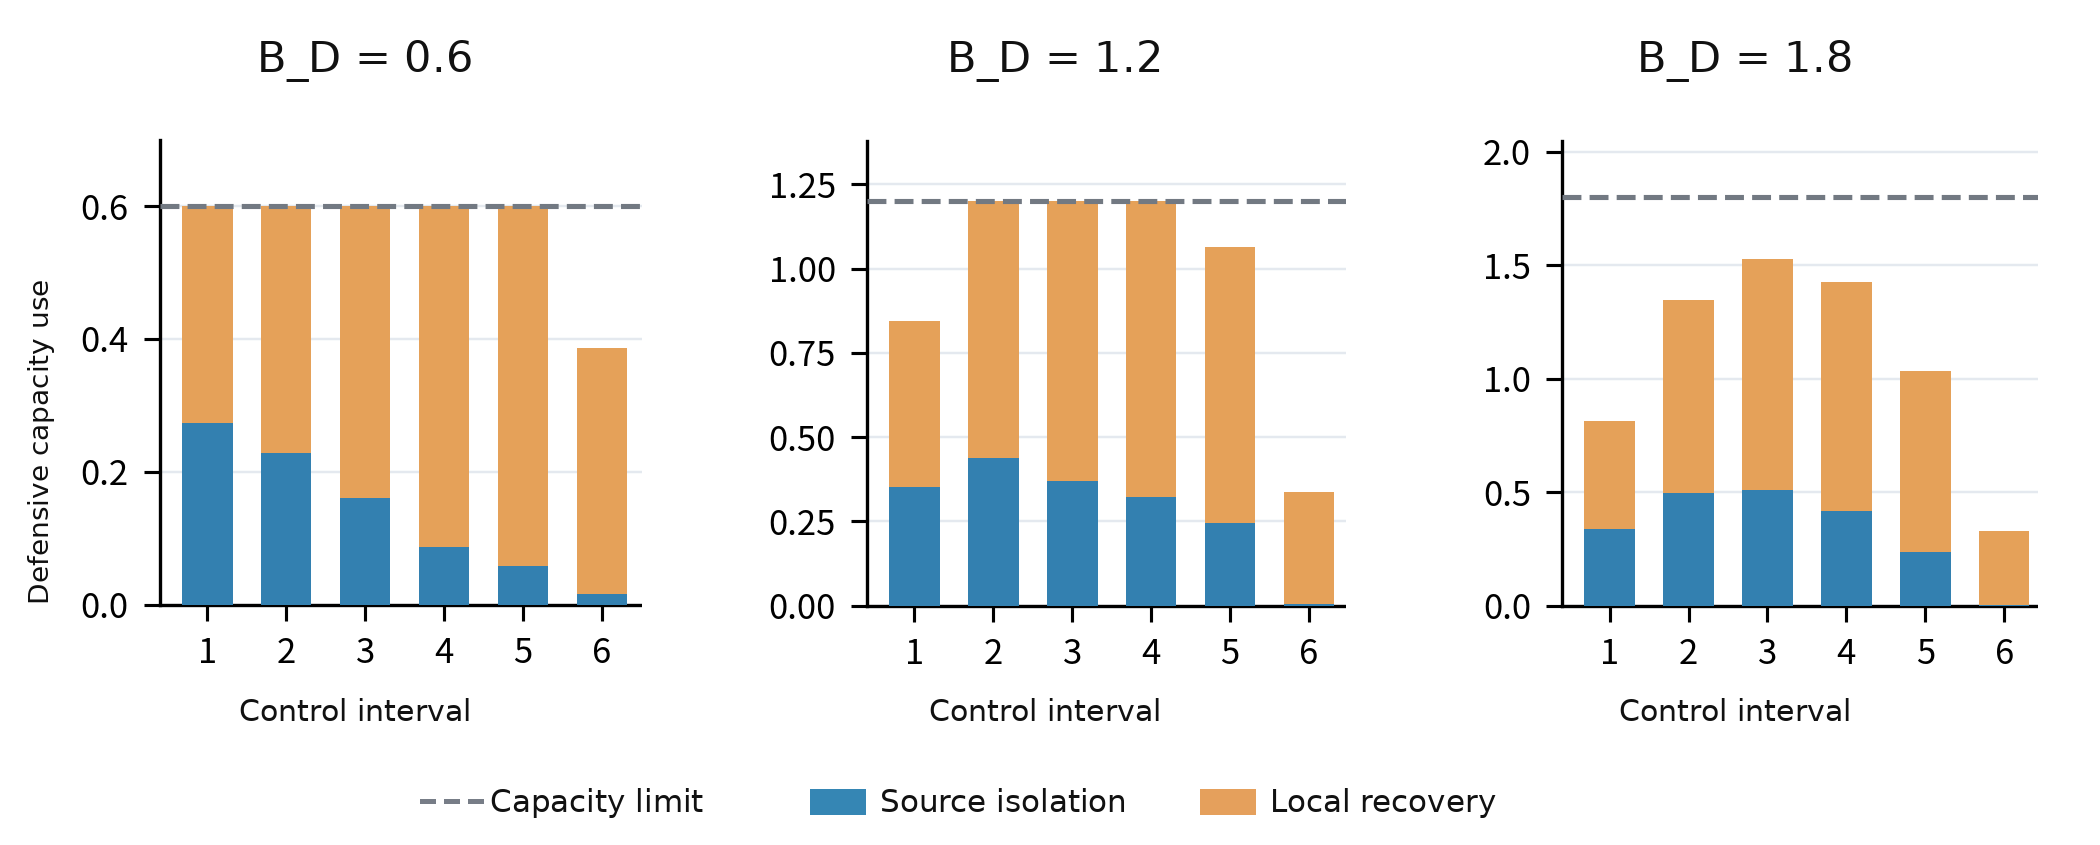 B_D = 0.6
B_D = 1.2
B_D = 1.8
Defensive capacity use
0.6
0.4
0.2
0.0
1 2 3 4 5 6
Control interval
1.25
1.00
0.75
0.50
0.25
0.00
1 2 3 4 5 6
Control interval
2.0
1.5
1.0
0.5
0.0
1 2 3 4 5 6
Control interval
Capacity limit
Source isolation
Local recovery